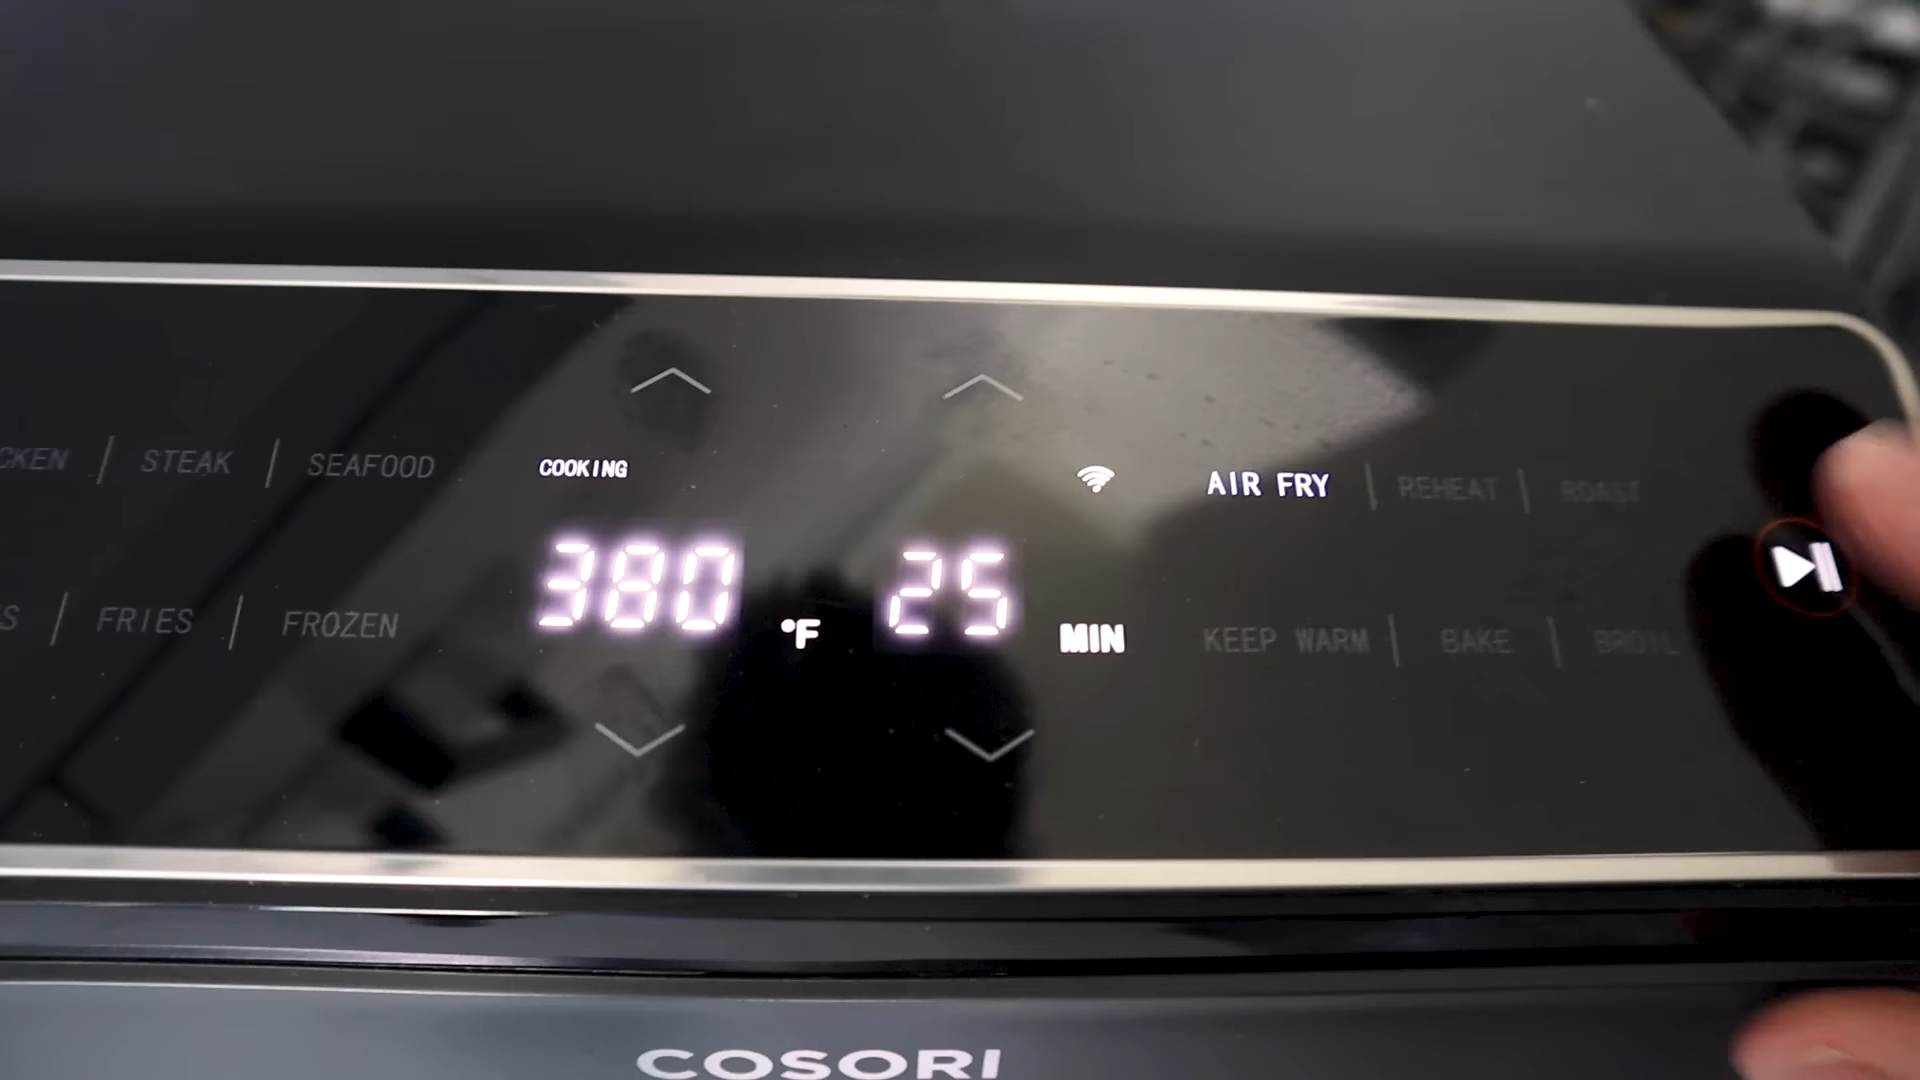 COOKING
AIR FRY | REHEAT | ROAST
CKEN / STEAK | SEAFOOD
380 °F 25 MIN
S / FRIES / FROZEN
KEEP WARM | BAKE | BROIL
COSORI